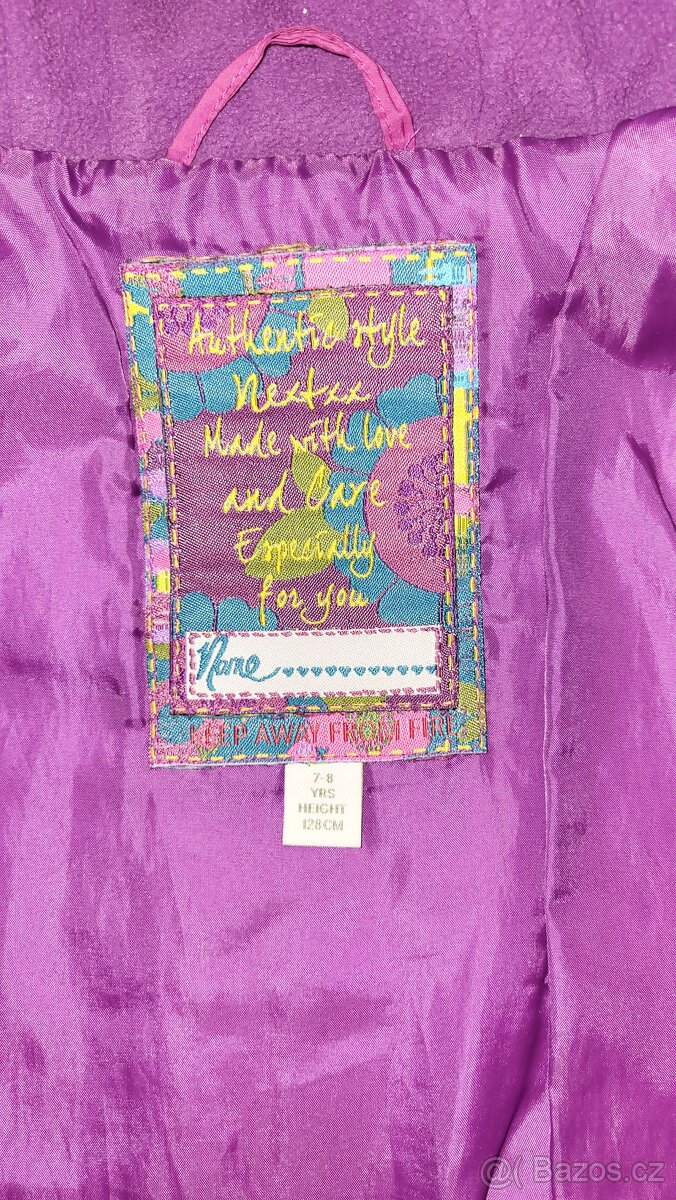 Authentic style
Nextxx
Made with love
and Care
Especially
for you
Name
KEEP AWAY FROM FIRE
7-8
YRS
HEIGHT
128CM
@( Bazos.cz